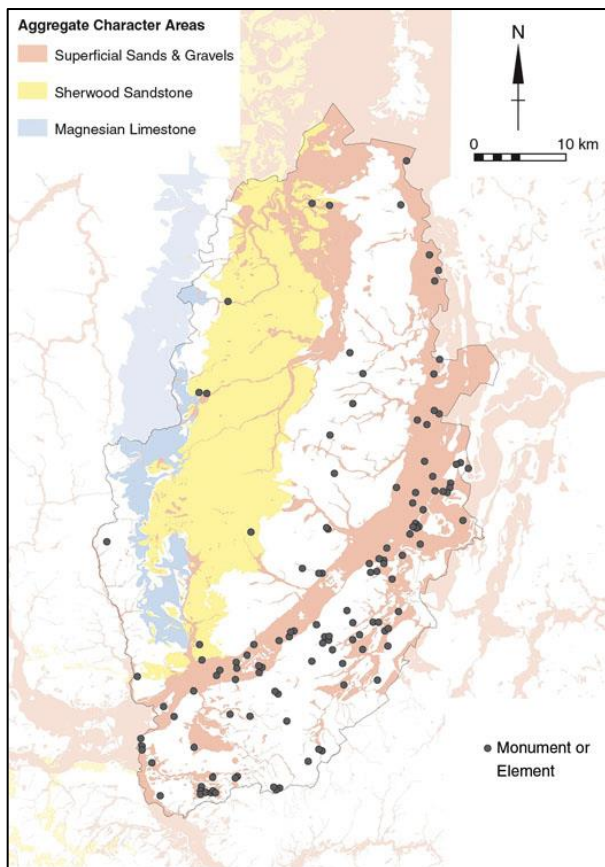 Aggregate Character Areas
Superficial Sands & Gravels
Sherwood Sandstone
Magnesian Limestone
N
0 10 km
Monument or
Element